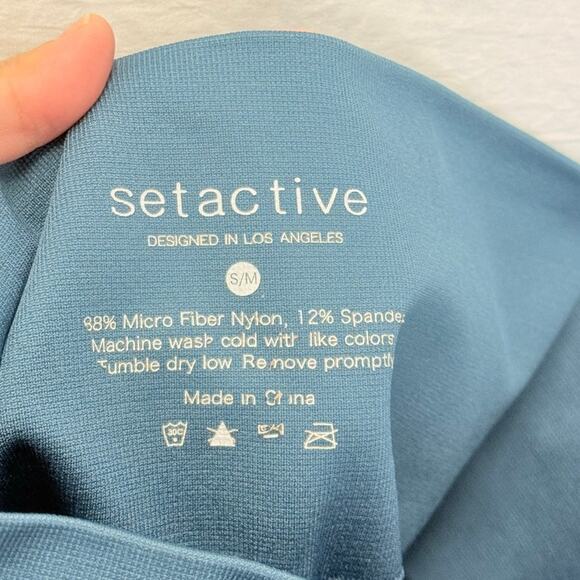 setactive
DESIGNED IN LOS ANGELES
S/M
88% Micro Fiber Nylon, 12% Spandex
Machine wash cold with like colors
Tumble dry low Remove promptly
Made in China
30C